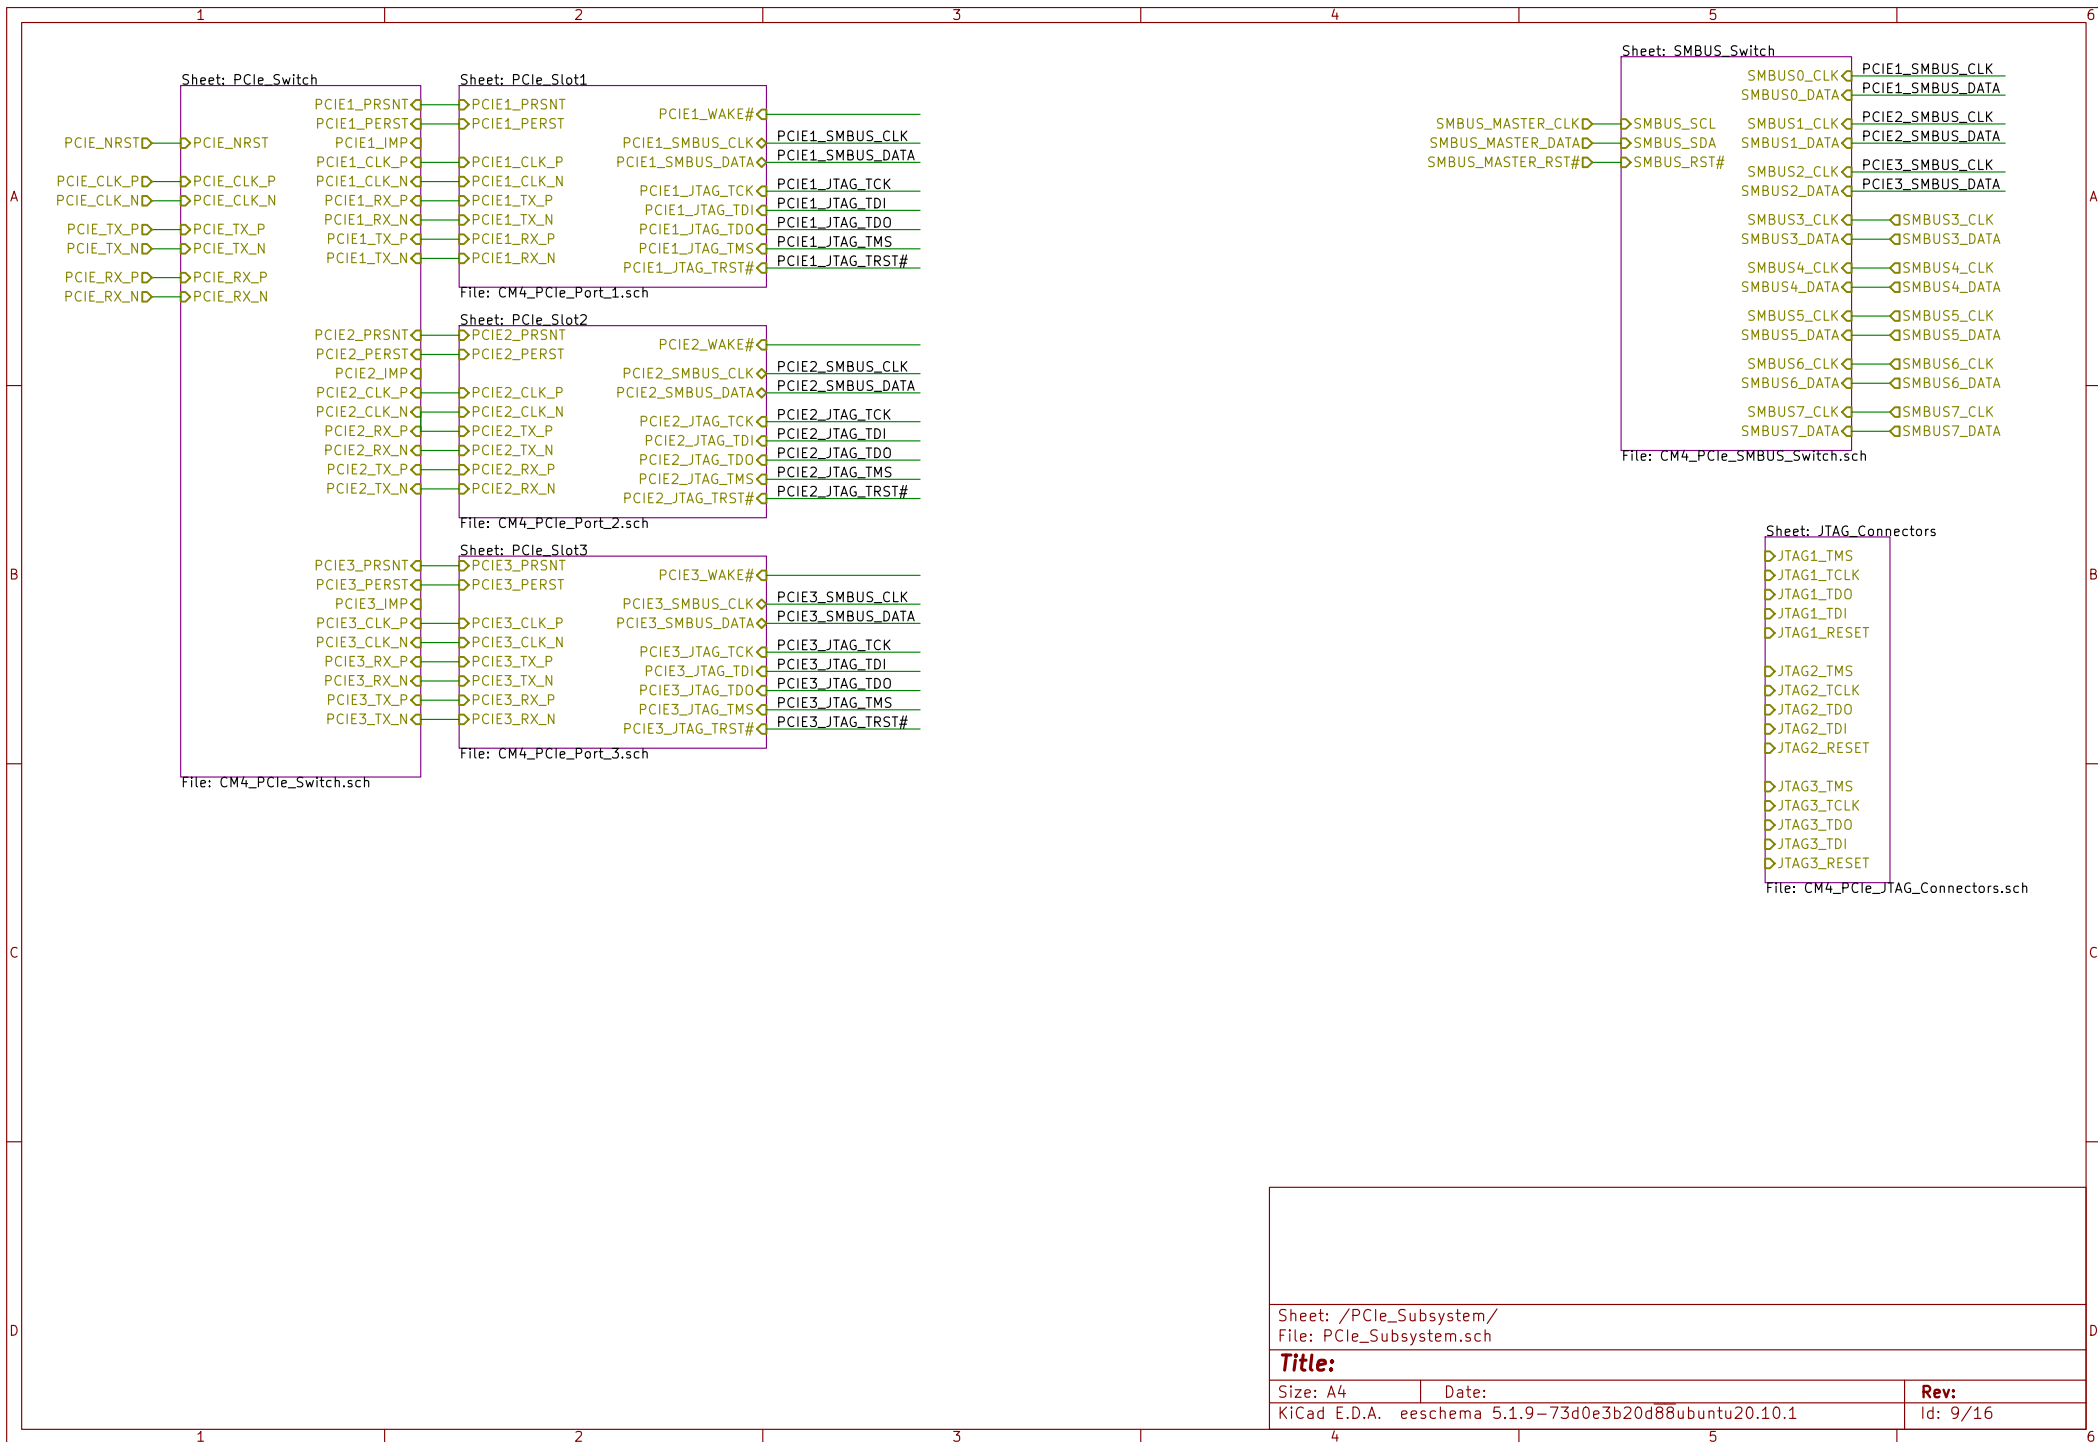 1 2 3 4 5 6
Sheet: PCIe_Switch
PCIE_NRST
PCIE_CLK_P
PCIE_CLK_N
PCIE_TX_P
PCIE_TX_N
PCIE_RX_P
PCIE_RX_N
PCIE_NRST
PCIE_CLK_P
PCIE_CLK_N
PCIE_TX_P
PCIE_TX_N
PCIE_RX_P
PCIE_RX_N
PCIE1_PRSNT
PCIE1_PERST
PCIE1_IMP
PCIE1_CLK_P
PCIE1_CLK_N
PCIE1_RX_P
PCIE1_RX_N
PCIE1_TX_P
PCIE1_TX_N
PCIE2_PRSNT
PCIE2_PERST
PCIE2_IMP
PCIE2_CLK_P
PCIE2_CLK_N
PCIE2_RX_P
PCIE2_RX_N
PCIE2_TX_P
PCIE2_TX_N
PCIE3_PRSNT
PCIE3_PERST
PCIE3_IMP
PCIE3_CLK_P
PCIE3_CLK_N
PCIE3_RX_P
PCIE3_RX_N
PCIE3_TX_P
PCIE3_TX_N
File: CM4_PCIe_Switch.sch
Sheet: PCIe_Slot1
PCIE1_PRSNT
PCIE1_PERST
PCIE1_CLK_P
PCIE1_CLK_N
PCIE1_TX_P
PCIE1_TX_N
PCIE1_RX_P
PCIE1_RX_N
PCIE1_WAKE#
PCIE1_SMBUS_CLK PCIE1_SMBUS_CLK
PCIE1_SMBUS_DATA PCIE1_SMBUS_DATA
PCIE1_JTAG_TCK PCIE1_JTAG_TCK
PCIE1_JTAG_TDI PCIE1_JTAG_TDI
PCIE1_JTAG_TDO PCIE1_JTAG_TDO
PCIE1_JTAG_TMS PCIE1_JTAG_TMS
PCIE1_JTAG_TRST# PCIE1_JTAG_TRST#
File: CM4_PCIe_Port_1.sch
Sheet: PCIe_Slot2
PCIE2_PRSNT
PCIE2_PERST
PCIE2_CLK_P
PCIE2_CLK_N
PCIE2_TX_P
PCIE2_TX_N
PCIE2_RX_P
PCIE2_RX_N
PCIE2_WAKE#
PCIE2_SMBUS_CLK PCIE2_SMBUS_CLK
PCIE2_SMBUS_DATA PCIE2_SMBUS_DATA
PCIE2_JTAG_TCK PCIE2_JTAG_TCK
PCIE2_JTAG_TDI PCIE2_JTAG_TDI
PCIE2_JTAG_TDO PCIE2_JTAG_TDO
PCIE2_JTAG_TMS PCIE2_JTAG_TMS
PCIE2_JTAG_TRST# PCIE2_JTAG_TRST#
File: CM4_PCIe_Port_2.sch
Sheet: PCIe_Slot3
PCIE3_PRSNT
PCIE3_PERST
PCIE3_CLK_P
PCIE3_CLK_N
PCIE3_TX_P
PCIE3_TX_N
PCIE3_RX_P
PCIE3_RX_N
PCIE3_WAKE#
PCIE3_SMBUS_CLK PCIE3_SMBUS_CLK
PCIE3_SMBUS_DATA PCIE3_SMBUS_DATA
PCIE3_JTAG_TCK PCIE3_JTAG_TCK
PCIE3_JTAG_TDI PCIE3_JTAG_TDI
PCIE3_JTAG_TDO PCIE3_JTAG_TDO
PCIE3_JTAG_TMS PCIE3_JTAG_TMS
PCIE3_JTAG_TRST# PCIE3_JTAG_TRST#
File: CM4_PCIe_Port_3.sch
Sheet: SMBUS_Switch
SMBUS_MASTER_CLK SMBUS_SCL
SMBUS_MASTER_DATA SMBUS_SDA
SMBUS_MASTER_RST# SMBUS_RST#
SMBUS0_CLK PCIE1_SMBUS_CLK
SMBUS0_DATA PCIE1_SMBUS_DATA
SMBUS1_CLK PCIE2_SMBUS_CLK
SMBUS1_DATA PCIE2_SMBUS_DATA
SMBUS2_CLK PCIE3_SMBUS_CLK
SMBUS2_DATA PCIE3_SMBUS_DATA
SMBUS3_CLK SMBUS3_CLK
SMBUS3_DATA SMBUS3_DATA
SMBUS4_CLK SMBUS4_CLK
SMBUS4_DATA SMBUS4_DATA
SMBUS5_CLK SMBUS5_CLK
SMBUS5_DATA SMBUS5_DATA
SMBUS6_CLK SMBUS6_CLK
SMBUS6_DATA SMBUS6_DATA
SMBUS7_CLK SMBUS7_CLK
SMBUS7_DATA SMBUS7_DATA
File: CM4_PCIe_SMBUS_Switch.sch
Sheet: JTAG_Connectors
JTAG1_TMS
JTAG1_TCLK
JTAG1_TDO
JTAG1_TDI
JTAG1_RESET
JTAG2_TMS
JTAG2_TCLK
JTAG2_TDO
JTAG2_TDI
JTAG2_RESET
JTAG3_TMS
JTAG3_TCLK
JTAG3_TDO
JTAG3_TDI
JTAG3_RESET
File: CM4_PCIe_JTAG_Connectors.sch
A A
B B
C C
D D
Sheet: /PCIe_Subsystem/
File: PCIe_Subsystem.sch
Title:
Size: A4 Date: Rev:
KiCad E.D.A. eeschema 5.1.9-73d0e3b20d88ubuntu20.10.1 Id: 9/16
1 2 3 4 5 6